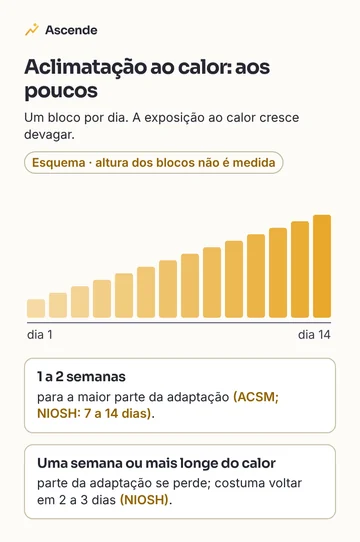 Ascende
Aclimatação ao calor: aos
poucos
Um bloco por dia. A exposição ao calor cresce
devagar.
Esquema · altura dos blocos não é medida
dia 1
dia 14
1 a 2 semanas
para a maior parte da adaptação (ACSM;
NIOSH: 7 a 14 dias).
Uma semana ou mais longe do calor
parte da adaptação se perde; costuma voltar
em 2 a 3 dias (NIOSH).